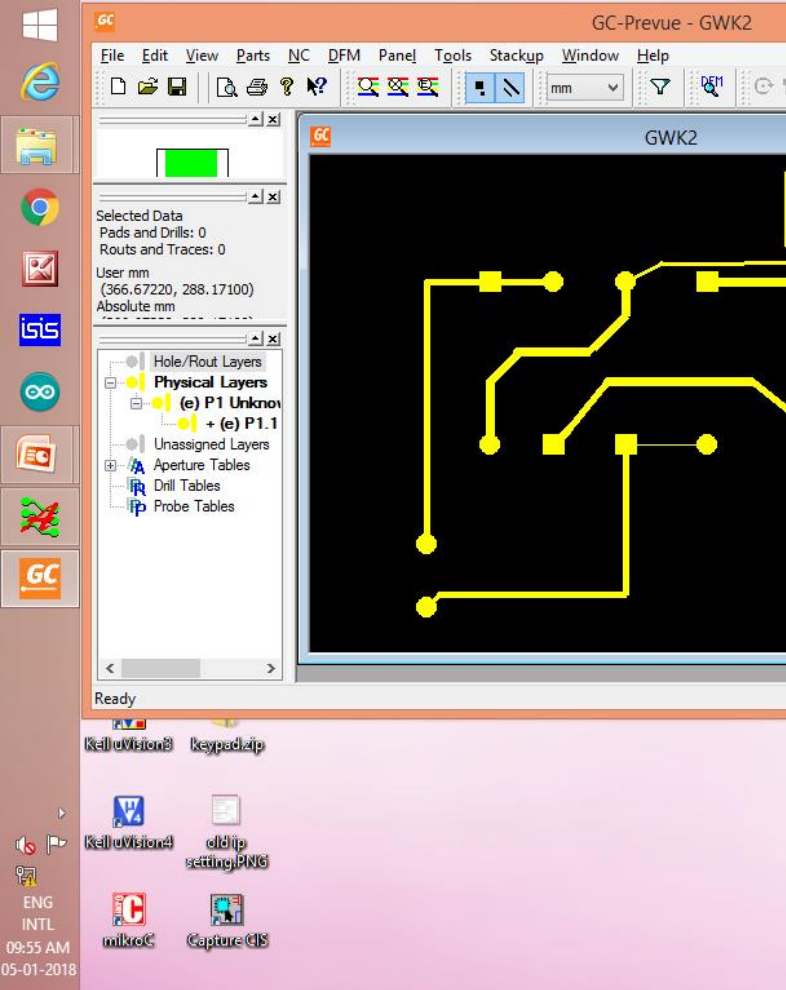 GC
GC-Prevue - GWK2
File Edit View Parts NC DFM Panel Tools Stackup Window Help
mm
DFM
GC
GWK2
Selected Data
Pads and Drills: 0
Routs and Traces: 0
User mm
(366.67220, 288.17100)
Absolute mm
Hole/Rout Layers
Physical Layers
(e) P1 Unknov
+ (e) P1.1
Unassigned Layers
Aperture Tables
Drill Tables
Probe Tables
Ready
isis
GC
Keil uVision3
keypad.zip
Keil uVision4
old ip
setting.PNG
mikroC
Capture CIS
ENG
INTL
09:55 AM
05-01-2018